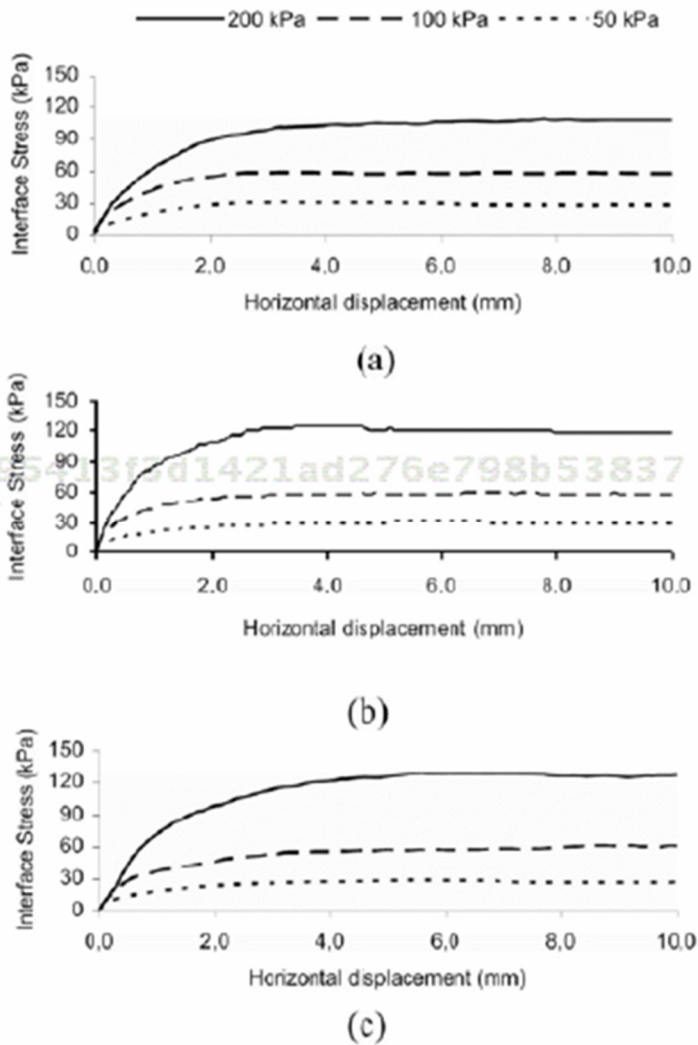 200 kPa 100 kPa 50 kPa
Interface Stress (kPa)
150
120
90
60
30
0
0.0 2.0 4.0 6.0 8.0 10.0
Horizontal displacement (mm)
(a)
Interface Stress (kPa)
150
120
90
60
30
0
0.0 2.0 4.0 6.0 8.0 10.0
Horizontal displacement (mm)
(b)
Interface Stress (kPa)
150
120
90
60
30
0
0,0 2,0 4,0 6,0 8,0 10,0
Horizontal displacement (mm)
(c)